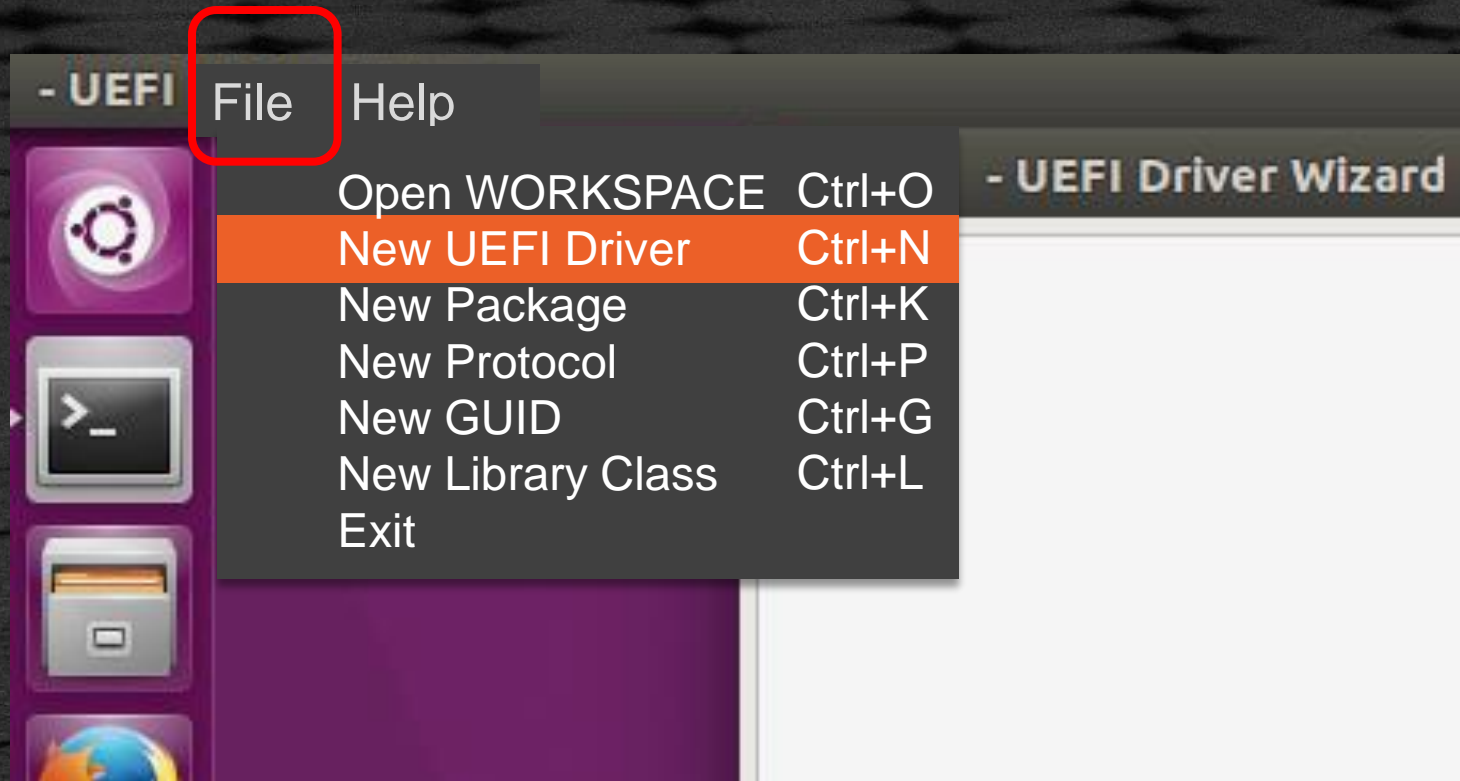 - UEFI File Help
Open WORKSPACE Ctrl+O
- UEFI Driver Wizard
New UEFI Driver Ctrl+N
New Package Ctrl+K
New Protocol Ctrl+P
New GUID Ctrl+G
New Library Class Ctrl+L
Exit
>_